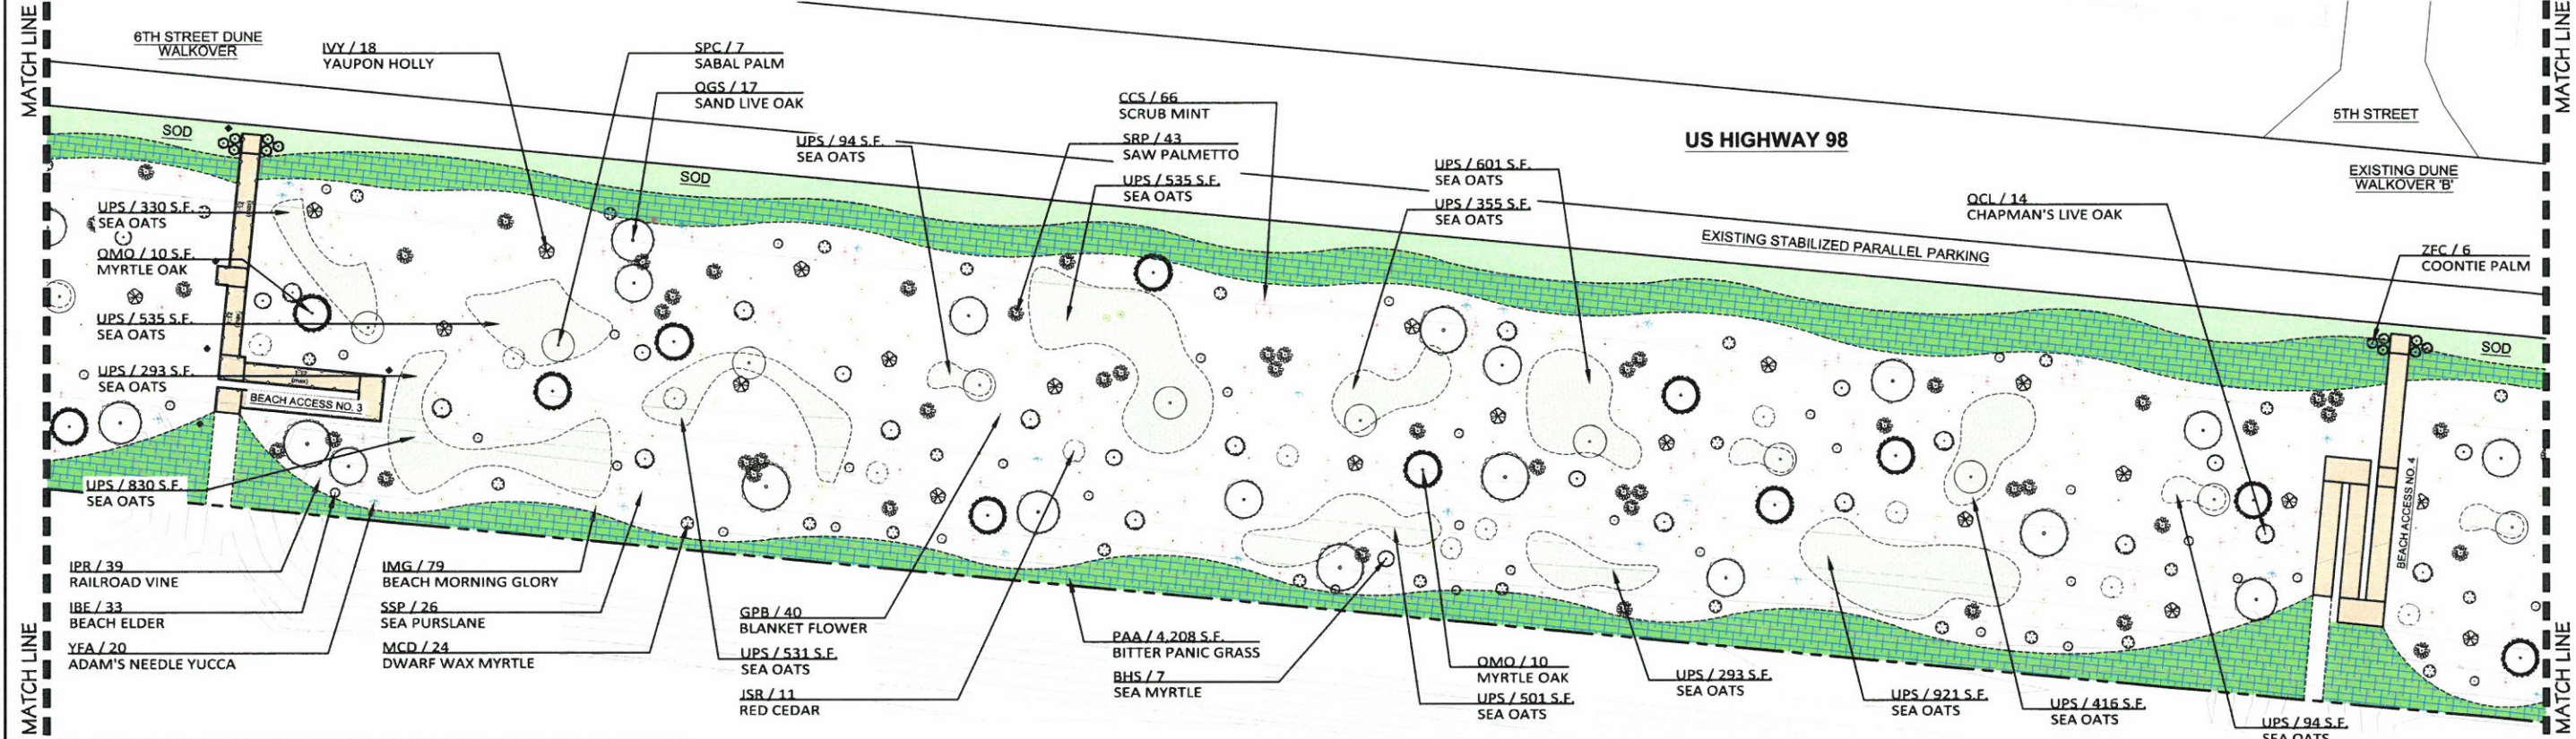 MATCH LINE
MATCH LINE
6TH STREET DUNE
WALKOVER
IVY / 18
YAUPON HOLLY
SPC / 7
SABAL PALM
QGS / 17
SAND LIVE OAK
UPS / 94 S.F.
SEA OATS
CCS / 66
SCRUB MINT
SRP / 43
SAW PALMETTO
UPS / 535 S.F.
SEA OATS
UPS / 601 S.F.
SEA OATS
UPS / 355 S.F.
SEA OATS
US HIGHWAY 98
5TH STREET
EXISTING DUNE
WALKOVER 'B'
QCL / 14
CHAPMAN'S LIVE OAK
EXISTING STABILIZED PARALLEL PARKING
ZFC / 6
COONTIE PALM
SOD
SOD
SOD
UPS / 330 S.F.
SEA OATS
QMO / 10 S.F.
MYRTLE OAK
UPS / 535 S.F.
SEA OATS
UPS / 293 S.F.
SEA OATS
BEACH ACCESS NO. 3
UPS / 830 S.F.
SEA OATS
BEACH ACCESS NO. 4
IPR / 39
RAILROAD VINE
IBE / 33
BEACH ELDER
YFA / 20
ADAM'S NEEDLE YUCCA
IMG / 79
BEACH MORNING GLORY
SSP / 26
SEA PURSLANE
MCD / 24
DWARF WAX MYRTLE
GPB / 40
BLANKET FLOWER
UPS / 531 S.F.
SEA OATS
JSR / 11
RED CEDAR
PAA / 4,208 S.F.
BITTER PANIC GRASS
BHS / 7
SEA MYRTLE
QMO / 10
MYRTLE OAK
UPS / 501 S.F.
SEA OATS
UPS / 293 S.F.
SEA OATS
UPS / 921 S.F.
SEA OATS
UPS / 416 S.F.
SEA OATS
UPS / 94 S.F.
SEA OATS
MATCH LINE
MATCH LINE